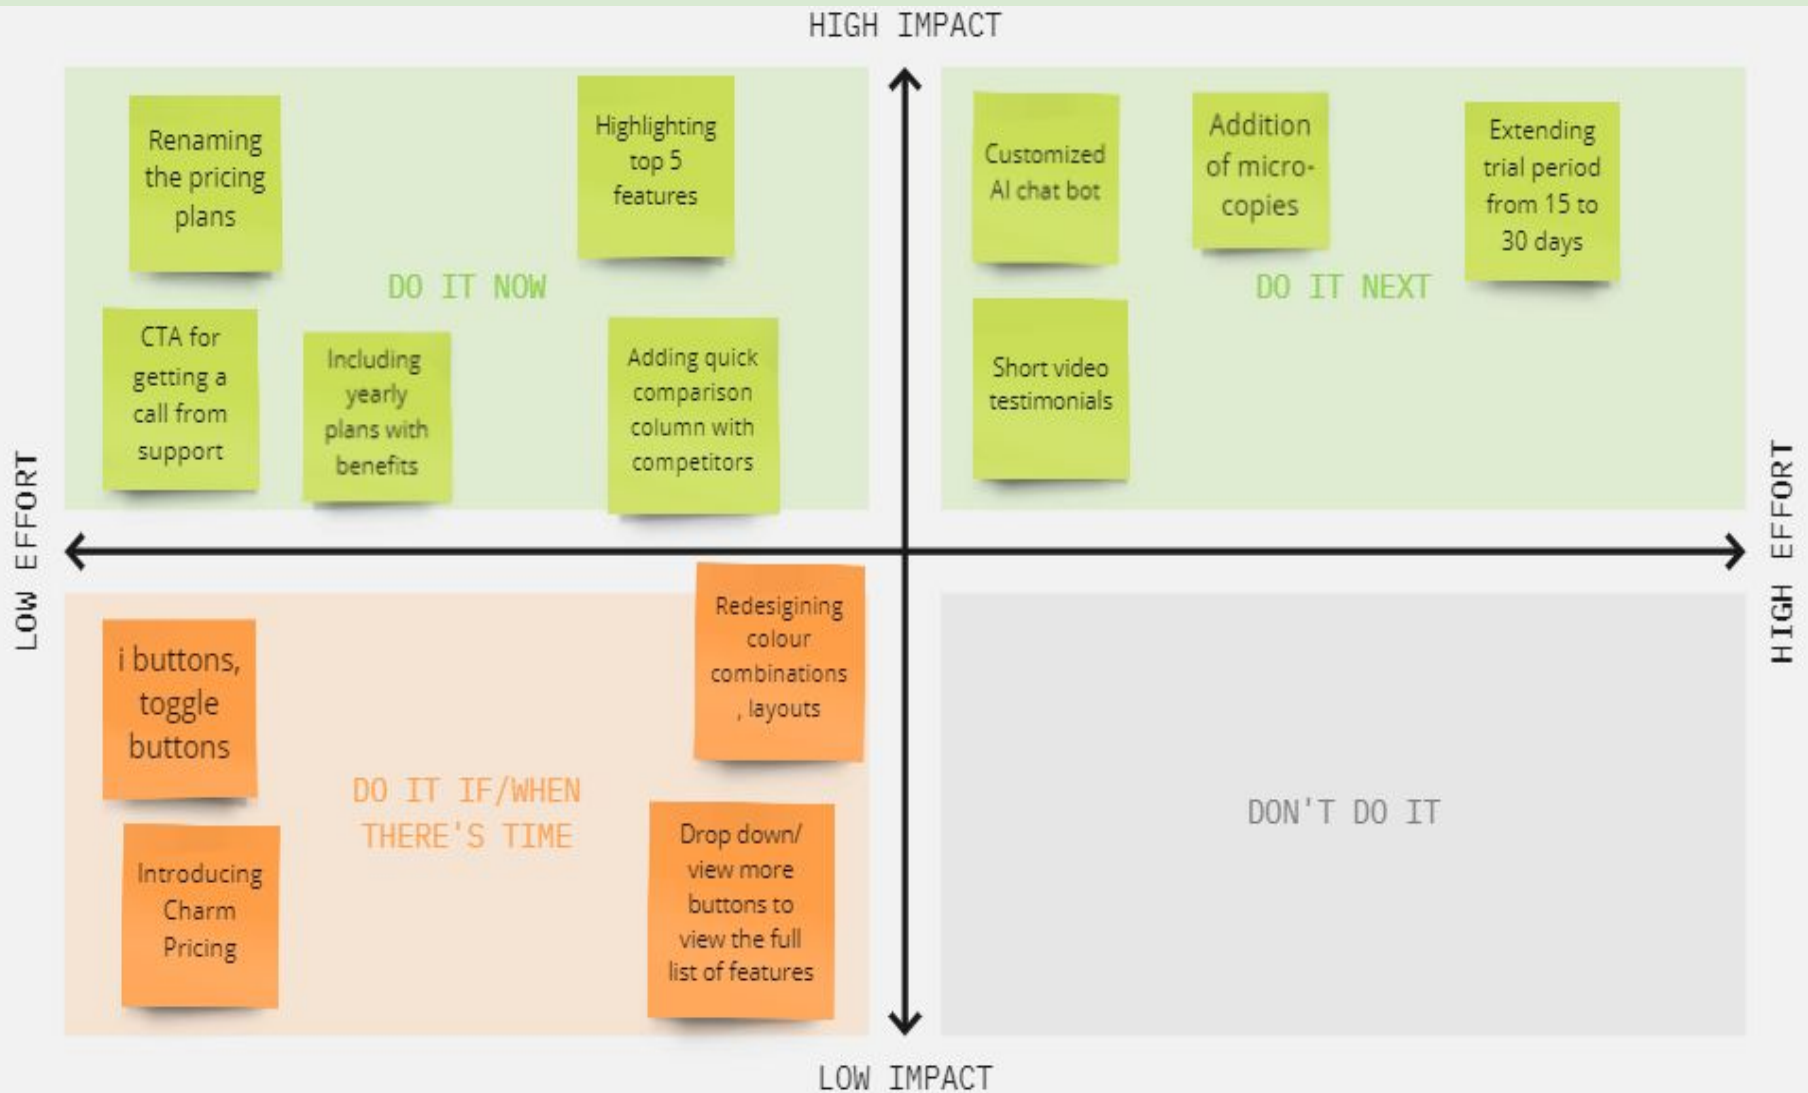 HIGH IMPACT
Renaming
the pricing
plans
Highlighting
top 5
features
DO IT NOW
CTA for
getting a
call from
support
Including
yearly
plans with
benefits
Adding quick
comparison
column with
competitors
Customized
AI chat bot
Addition
of micro-
copies
Extending
trial period
from 15 to
30 days
DO IT NEXT
Short video
testimonials
LOW EFFORT
HIGH EFFORT
i buttons,
toggle
buttons
Redesigining
colour
combinations
, layouts
DO IT IF/WHEN
THERE'S TIME
Introducing
Charm
Pricing
Drop down/
view more
buttons to
view the full
list of features
DON'T DO IT
LOW IMPACT